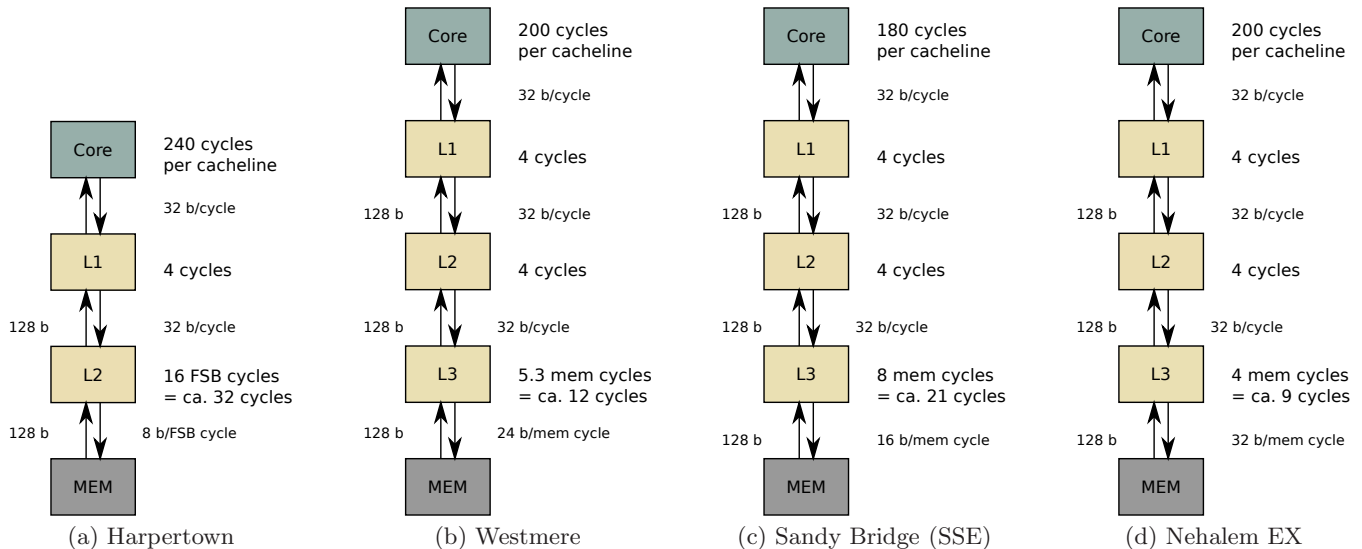 Core
240 cycles
per cacheline
32 b/cycle
L1
4 cycles
128 b
32 b/cycle
L2
16 FSB cycles
= ca. 32 cycles
128 b
8 b/FSB cycle
MEM
(a) Harpertown
Core
200 cycles
per cacheline
32 b/cycle
L1
4 cycles
128 b
32 b/cycle
L2
4 cycles
128 b
32 b/cycle
L3
5.3 mem cycles
= ca. 12 cycles
128 b
24 b/mem cycle
MEM
(b) Westmere
Core
180 cycles
per cacheline
32 b/cycle
L1
4 cycles
128 b
32 b/cycle
L2
4 cycles
128 b
32 b/cycle
L3
8 mem cycles
= ca. 21 cycles
128 b
16 b/mem cycle
MEM
(c) Sandy Bridge (SSE)
Core
200 cycles
per cacheline
32 b/cycle
L1
4 cycles
128 b
32 b/cycle
L2
4 cycles
128 b
32 b/cycle
L3
4 mem cycles
= ca. 9 cycles
128 b
32 b/mem cycle
MEM
(d) Nehalem EX